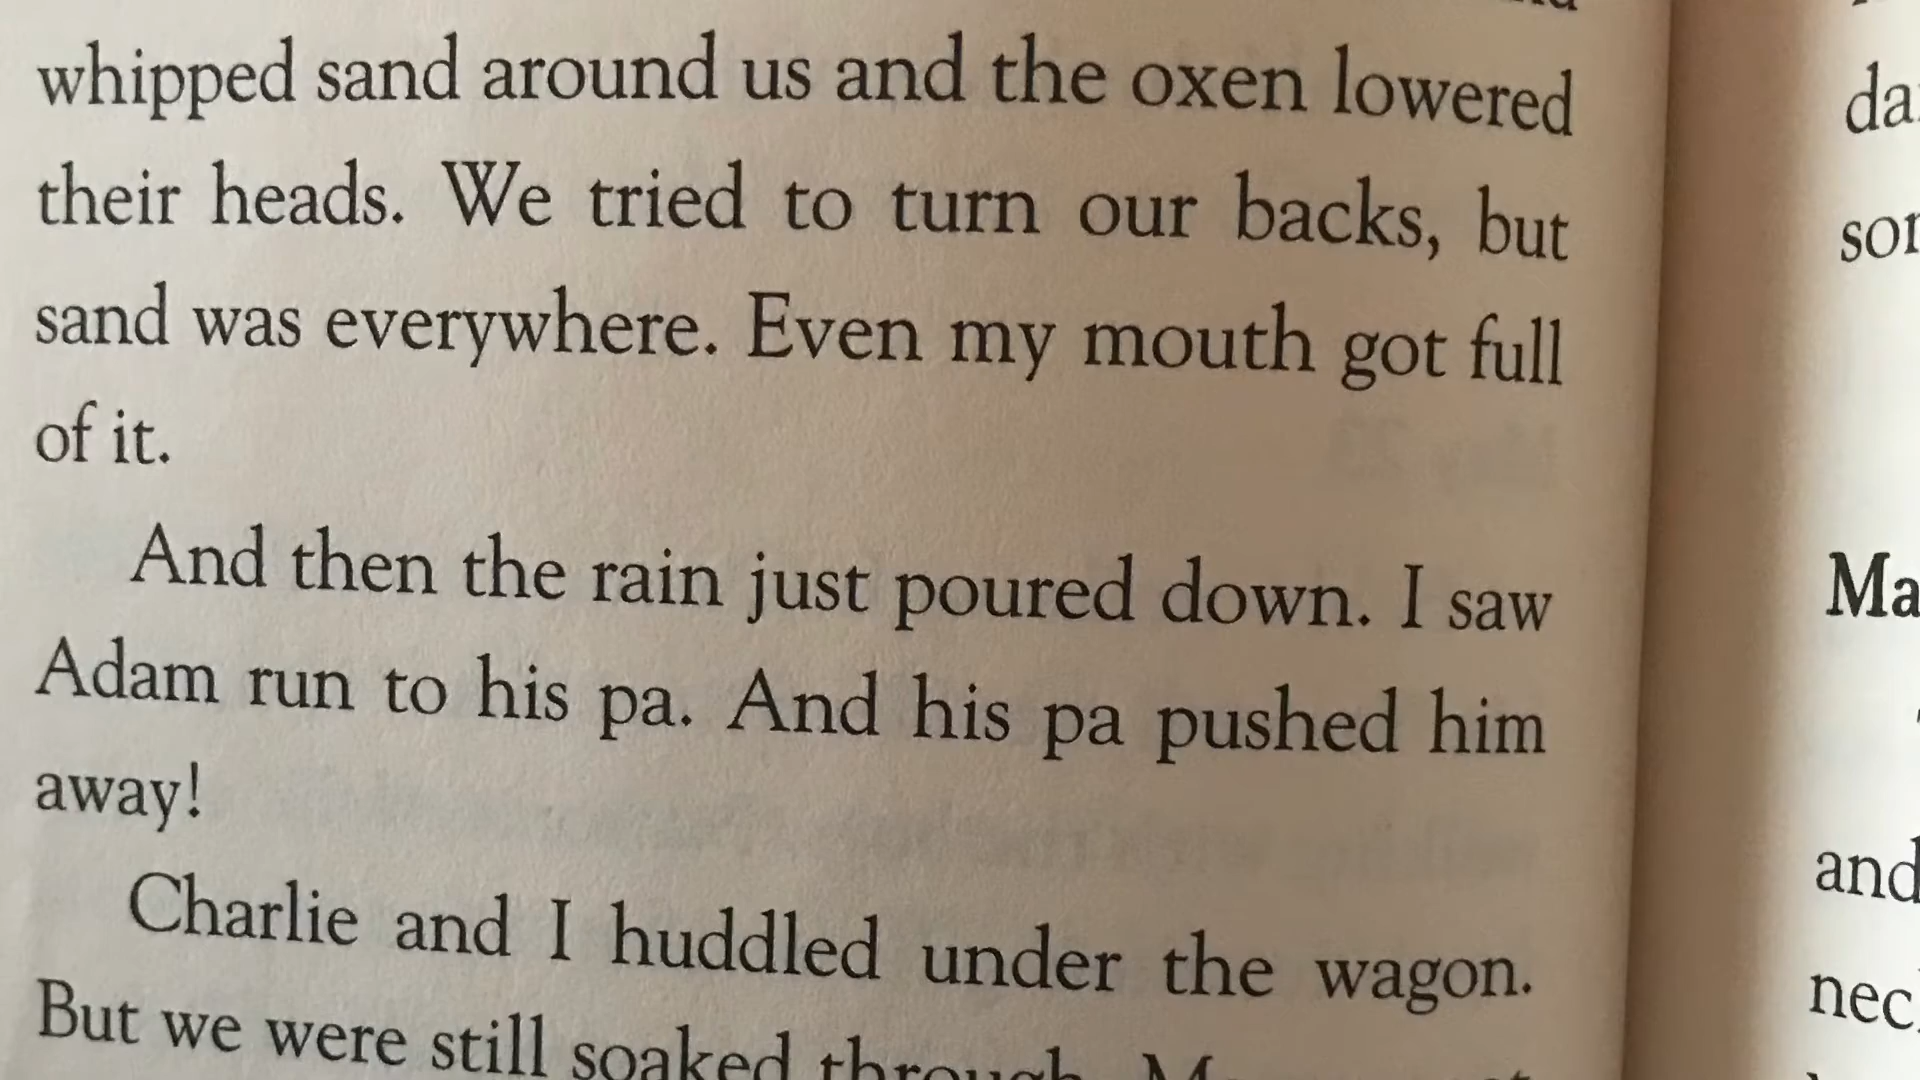 whipped sand around us and the oxen lowered
their heads. We tried to turn our backs, but
sand was everywhere. Even my mouth got full
of it.
And then the rain just poured down. I saw
Adam run to his pa. And his pa pushed him
away!
Charlie and I huddled under the wagon.
But we were still soaked through.
and